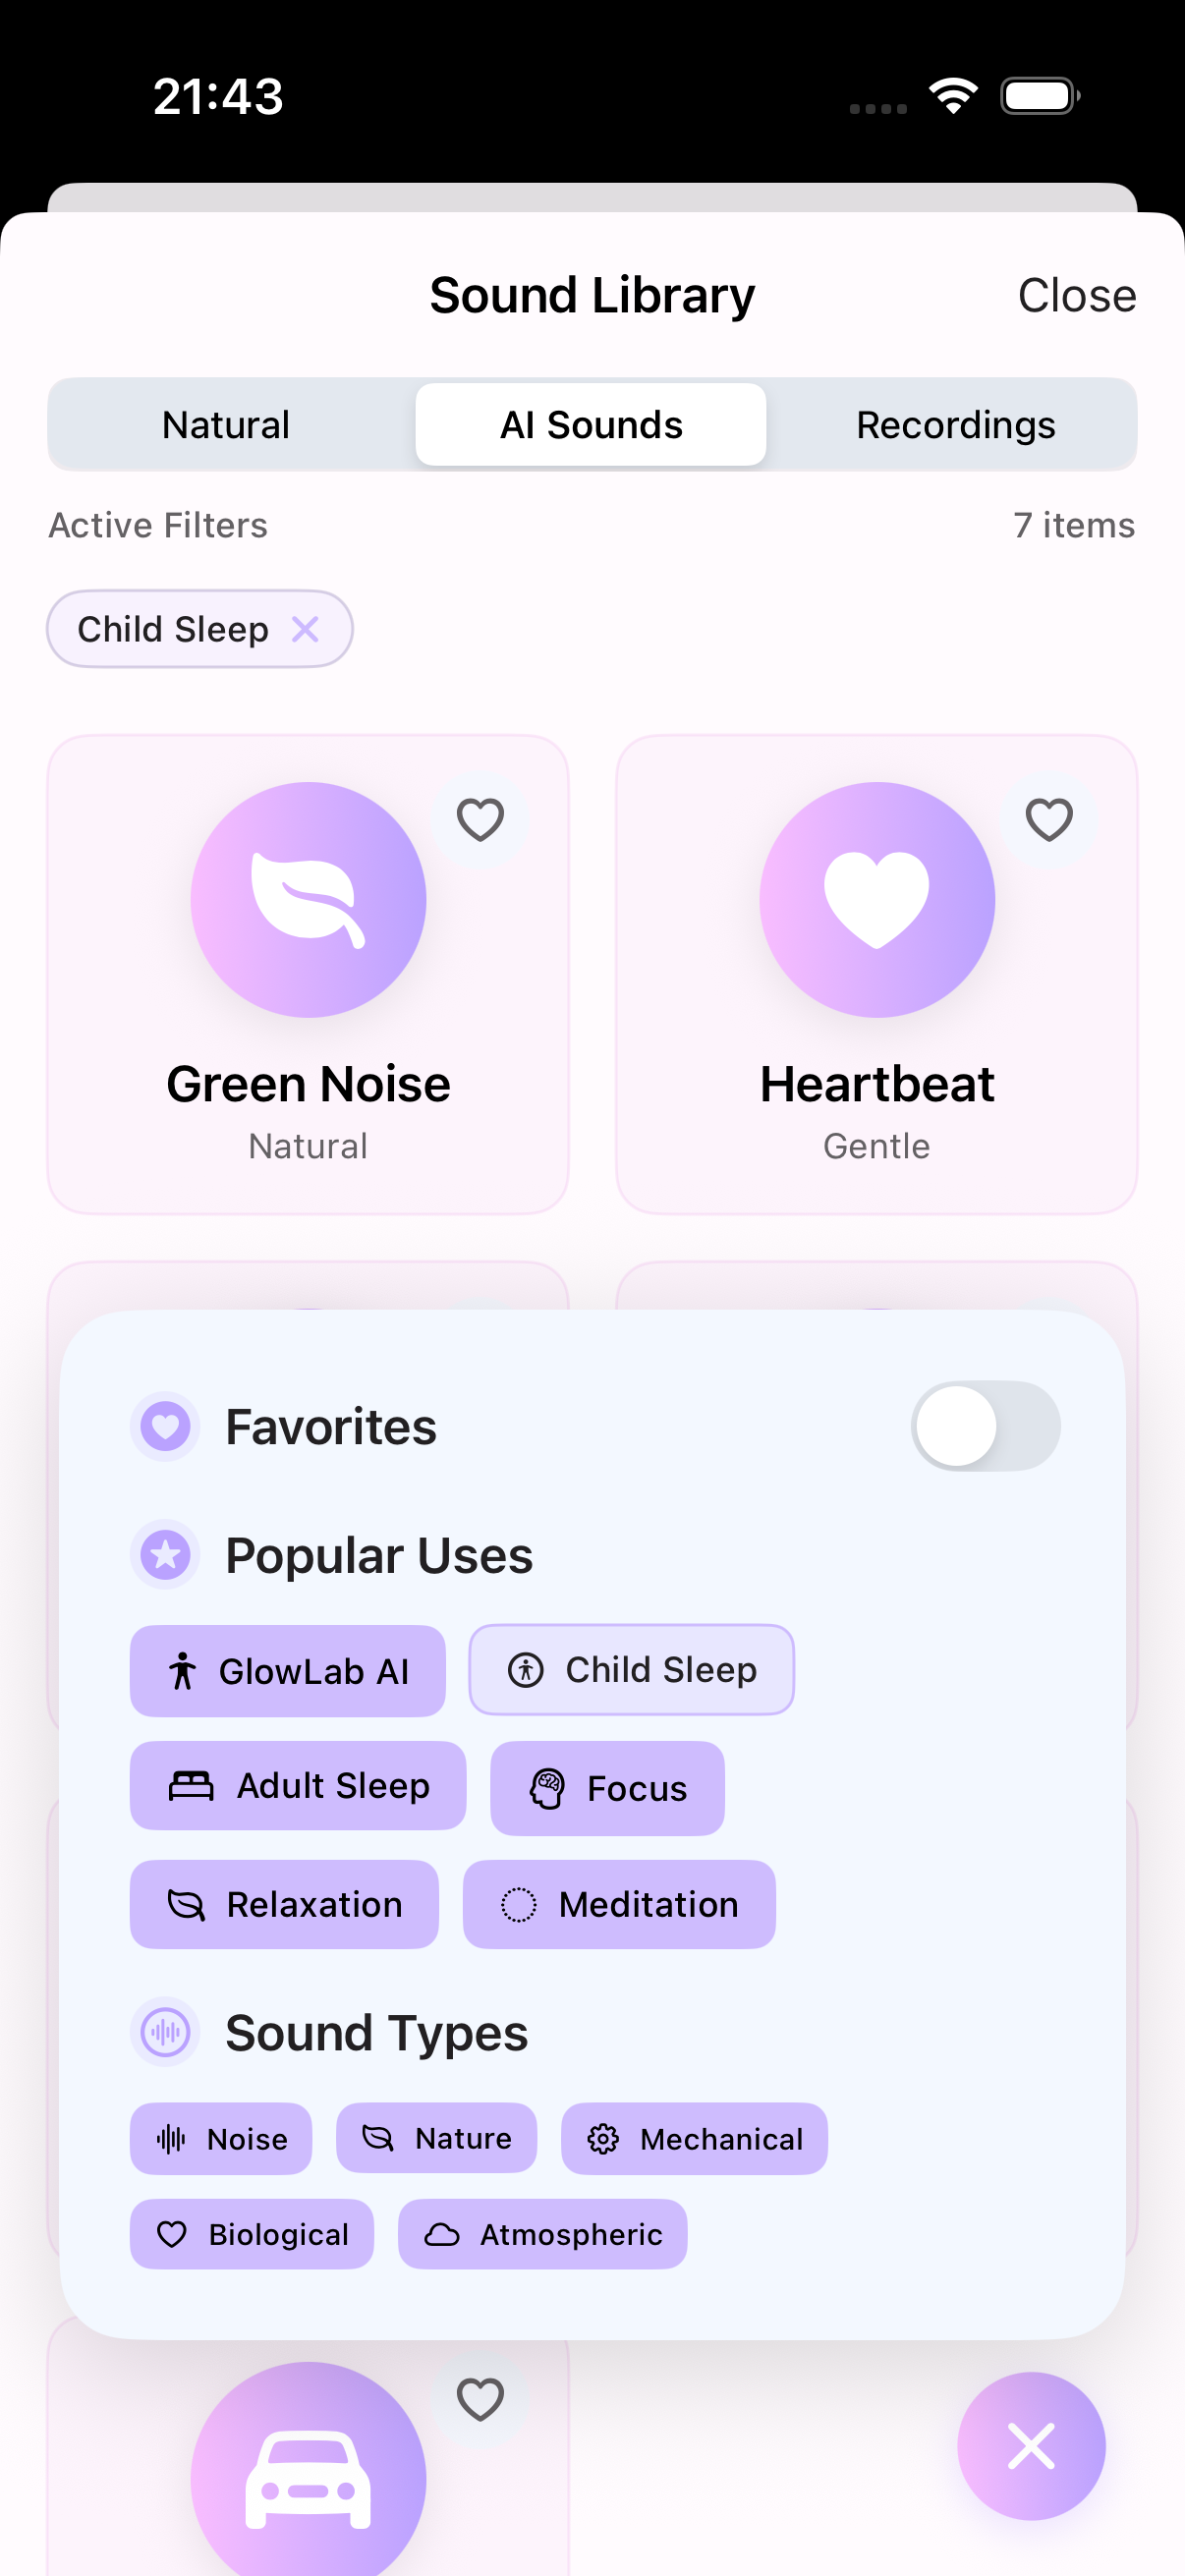 21:43
Sound Library
Close
Natural
AI Sounds
Recordings
Active Filters
7 items
Child Sleep
Green Noise
Natural
Heartbeat
Gentle
Favorites
Popular Uses
GlowLab AI
Child Sleep
Adult Sleep
Focus
Relaxation
Meditation
Sound Types
Noise
Nature
Mechanical
Biological
Atmospheric